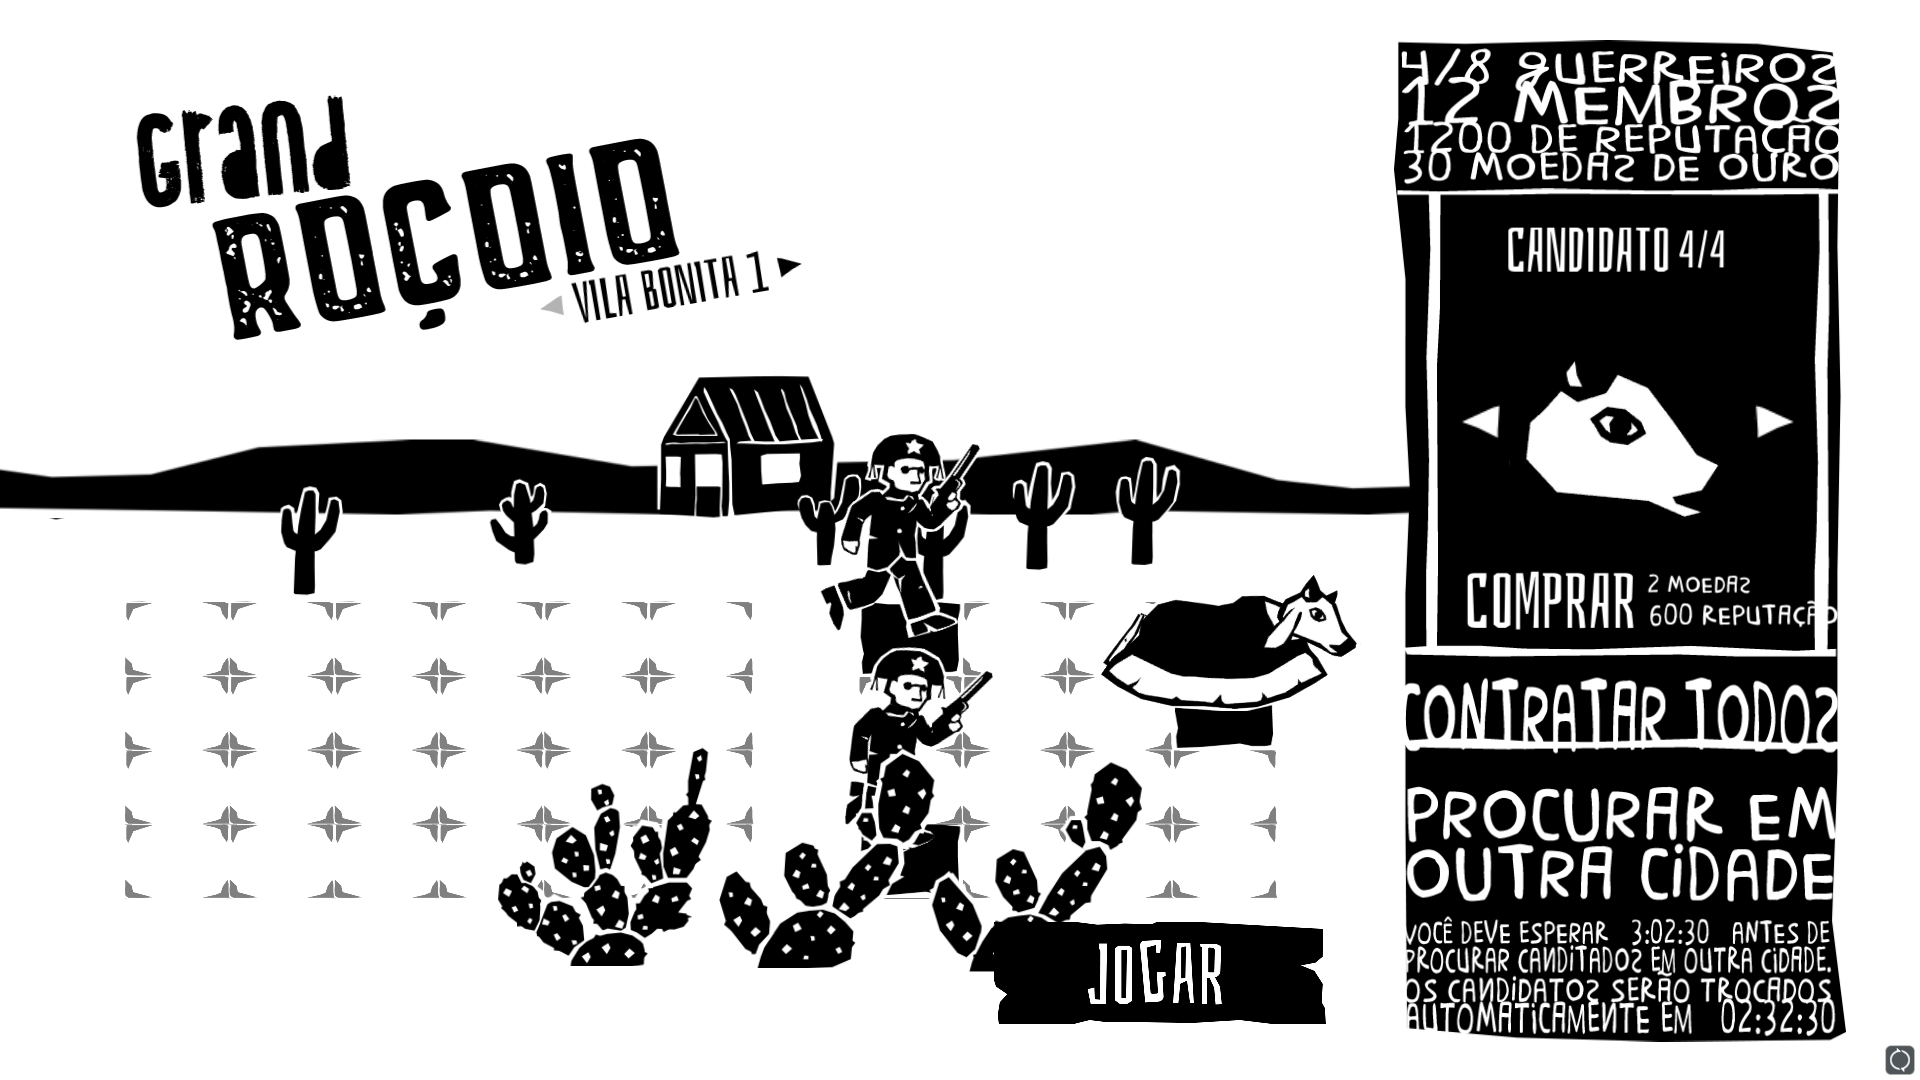 Grand
ROÇOIO
VILA BONITA 1
4/8 GUERREIROS
12 MEMBROS
1200 DE REPUTAÇÃO
30 MOEDAS DE OURO
CANDIDATO 4/4
COMPRAR
2 MOEDAS
600 REPUTAÇÃO
CONTRATAR TODOS
PROCURAR EM
OUTRA CIDADE
VOCÊ DEVE ESPERAR 3:02:30 ANTES DE
PROCURAR CANDITADOS EM OUTRA CIDADE.
OS CANDIDATOS SERÃO TROCADOS
AUTOMATICAMENTE EM 02:32:30
JOGAR